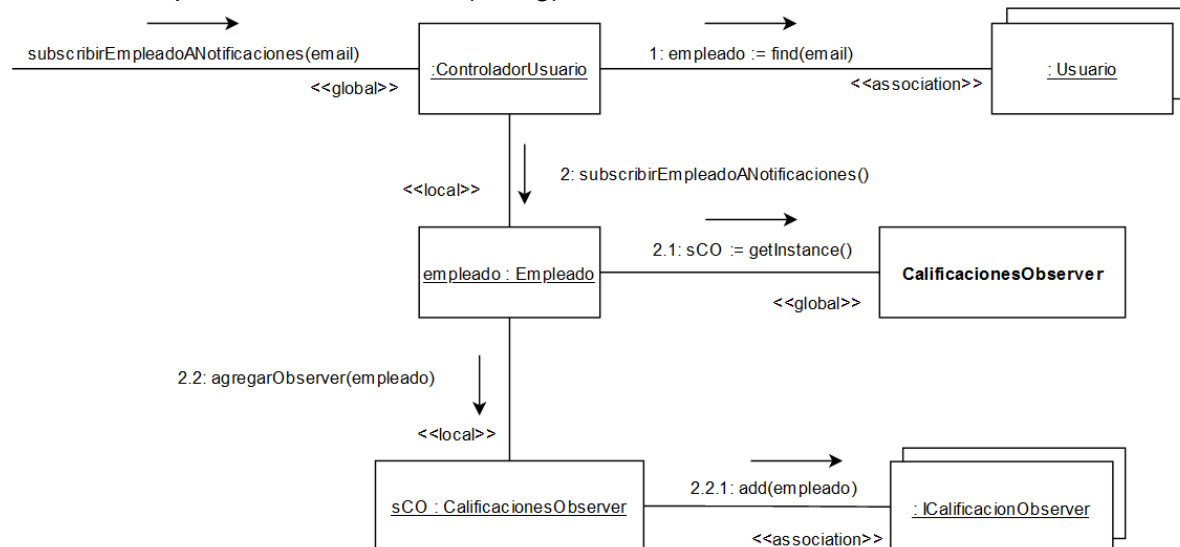 subscribirEmpleadoANotificaciones(email)
<<global>>
:ControladorUsuario
1: empleado := find(email)
<<association>>
: Usuario
<<local>>
2: subscribirEmpleadoANotificaciones()
empleado : Empleado
2.1: sCO := getInstance()
<<global>>
CalificacionesObserver
2.2: agregarObserver(empleado)
<<local>>
sCO : CalificacionesObserver
2.2.1: add(empleado)
<<association>>
: ICalificacionObserver